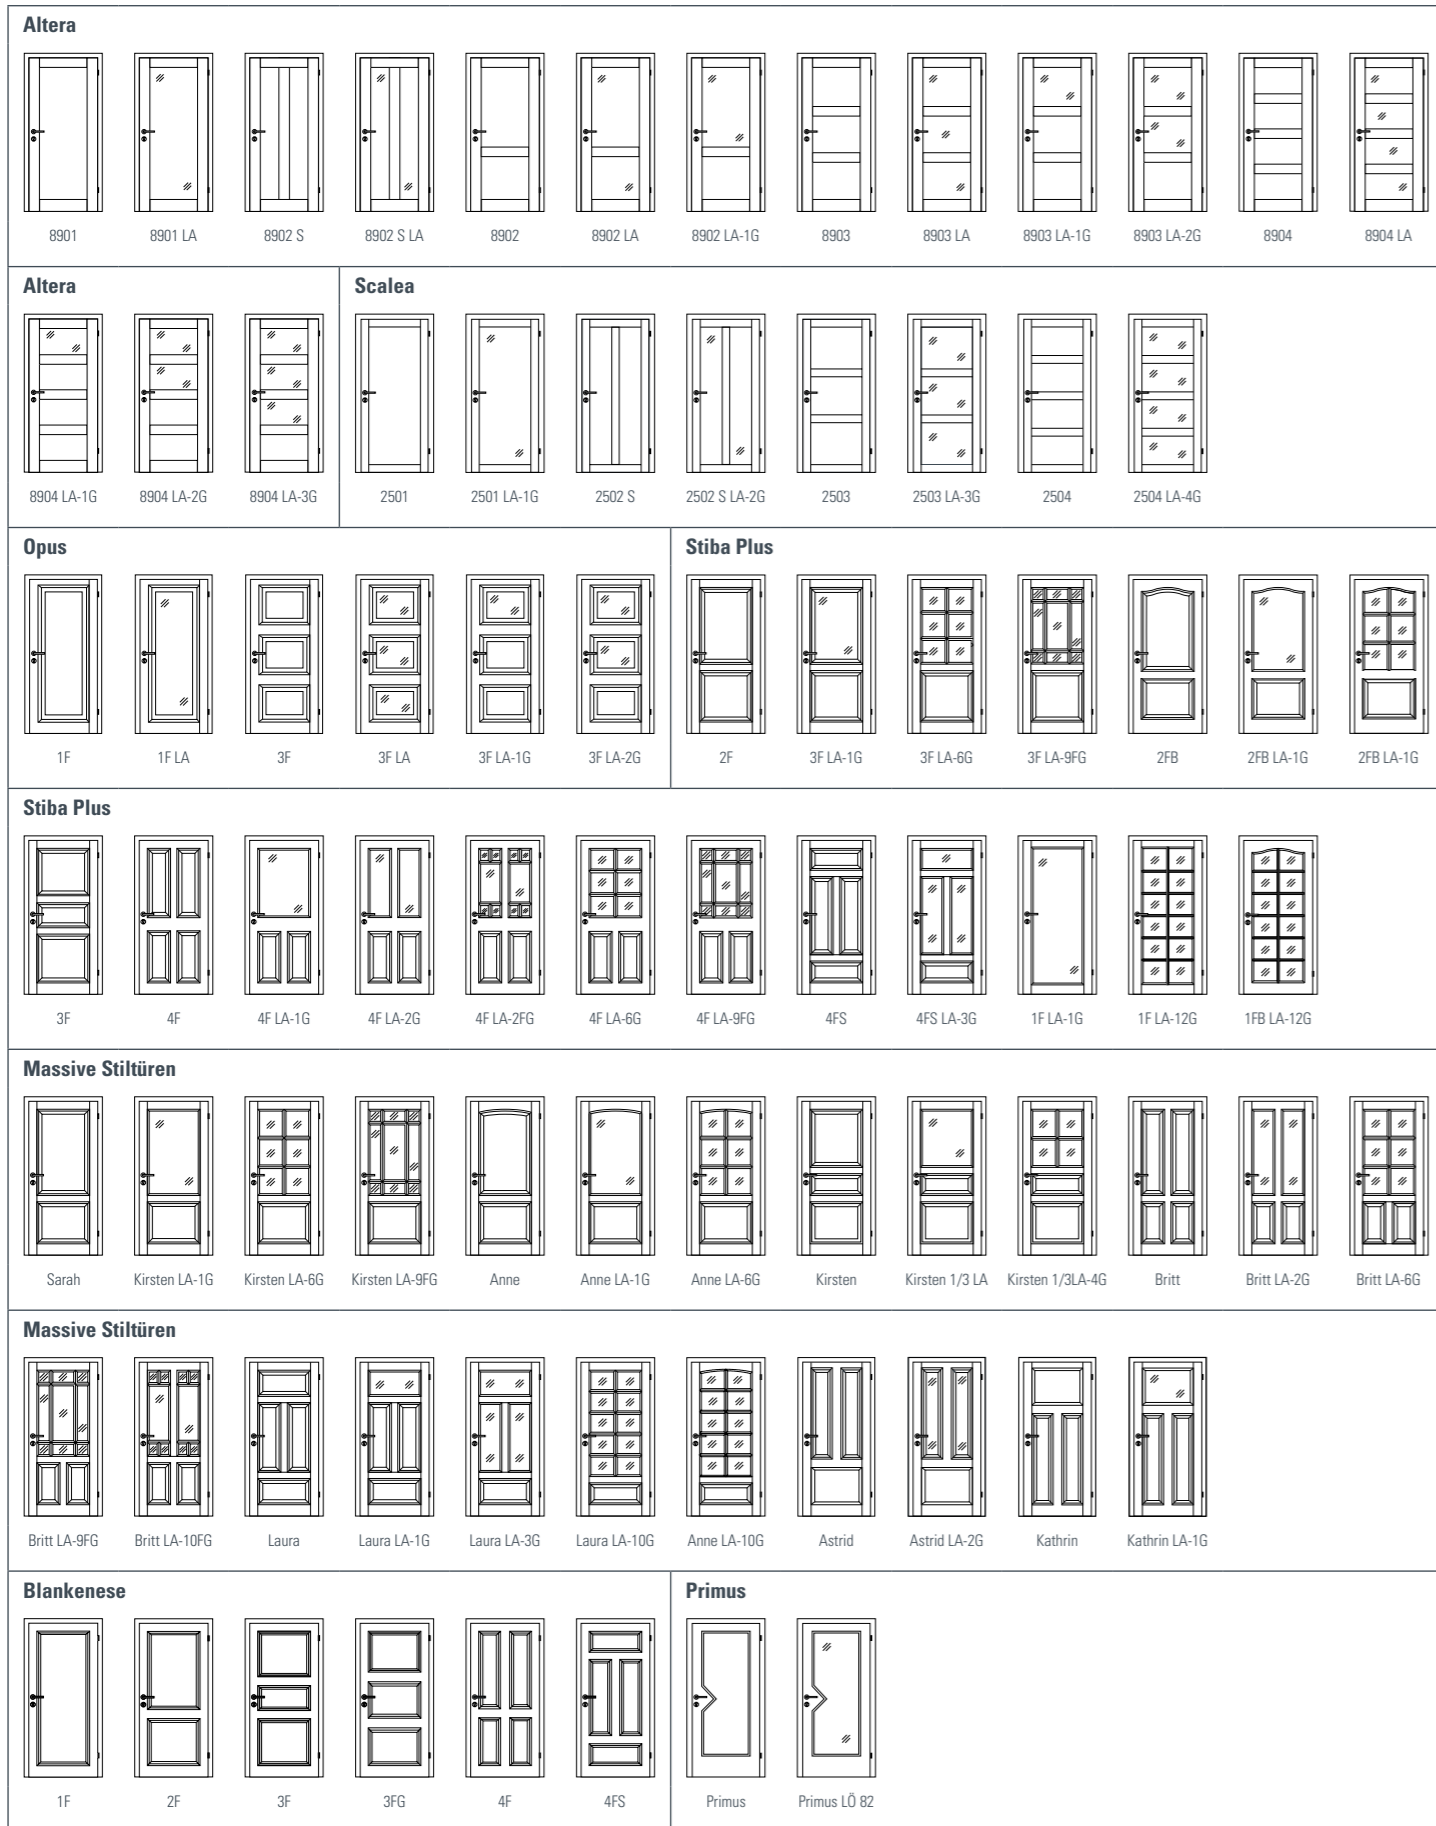 Altera
8901 8901 LA 8902 S 8902 S LA 8902 8902 LA 8902 LA-1G 8903 8903 LA 8903 LA-1G 8903 LA-2G 8904 8904 LA
Altera Scalea
8904 LA-1G 8904 LA-2G 8904 LA-3G 2501 2501 LA-1G 2502 S 2502 S LA-2G 2503 2503 LA-3G 2504 2504 LA-4G
Opus Stiba Plus
1F 1F LA 3F 3F LA 3F LA-1G 3F LA-2G 2F 3F LA-1G 3F LA-6G 3F LA-9FG 2FB 2FB LA-1G 2FB LA-1G
Stiba Plus
3F 4F 4F LA-1G 4F LA-2G 4F LA-2FG 4F LA-6G 4F LA-9FG 4FS 4FS LA-3G 1F LA-1G 1F LA-12G 1FB LA-12G
Massive Stiltüren
Sarah Kirsten LA-1G Kirsten LA-6G Kirsten LA-9FG Anne Anne LA-1G Anne LA-6G Kirsten Kirsten 1/3 LA Kirsten 1/3LA-4G Britt Britt LA-2G Britt LA-6G
Massive Stiltüren
Britt LA-9FG Britt LA-10FG Laura Laura LA-1G Laura LA-3G Laura LA-10G Anne LA-10G Astrid Astrid LA-2G Kathrin Kathrin LA-1G
Blankenese Primus
1F 2F 3F 3FG 4F 4FS Primus Primus LÖ 82